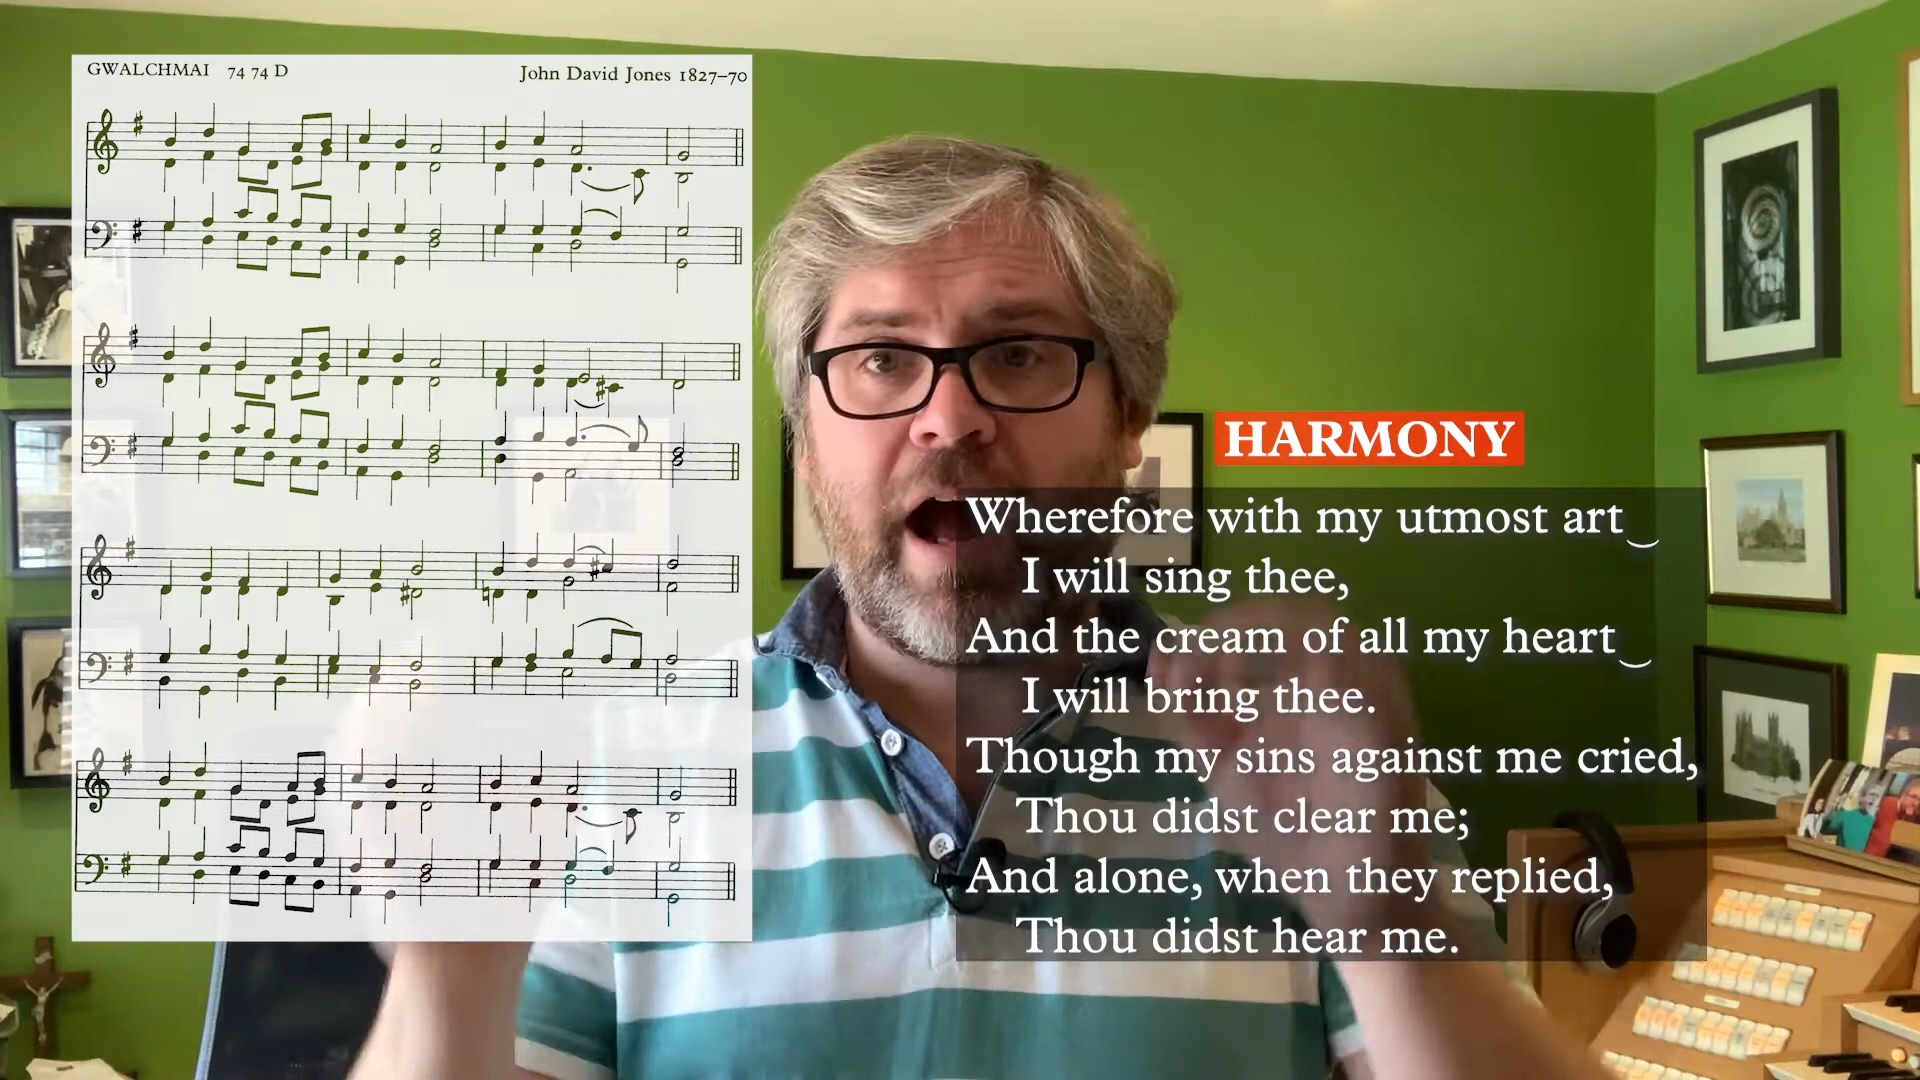 GWALCHMAI 74 74 D
John David Jones 1827–70
HARMONY
Wherefore with my utmost art‿
I will sing thee,
And the cream of all my heart‿
I will bring thee.
Though my sins against me cried,
Thou didst clear me;
And alone, when they replied,
Thou didst hear me.